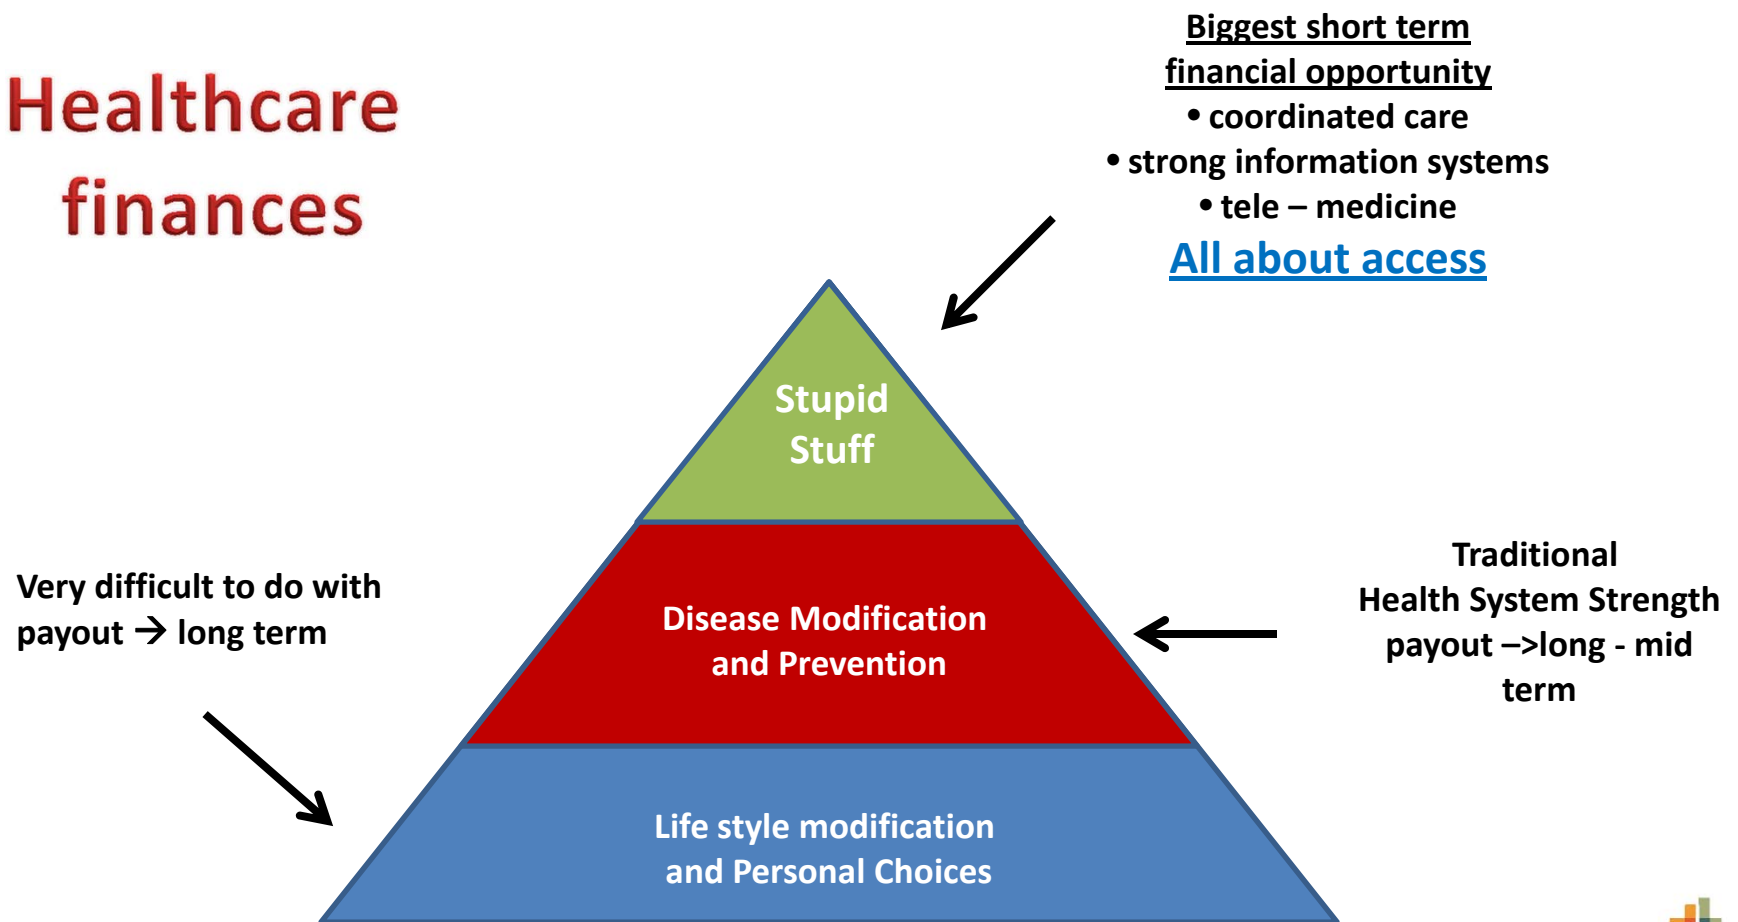 Healthcare
finances
Biggest short term
financial opportunity
• coordinated care
• strong information systems
• tele – medicine
All about access
Stupid
Stuff
Very difficult to do with
payout → long term
Disease Modification
and Prevention
Traditional
Health System Strength
payout –>long - mid
term
Life style modification
and Personal Choices